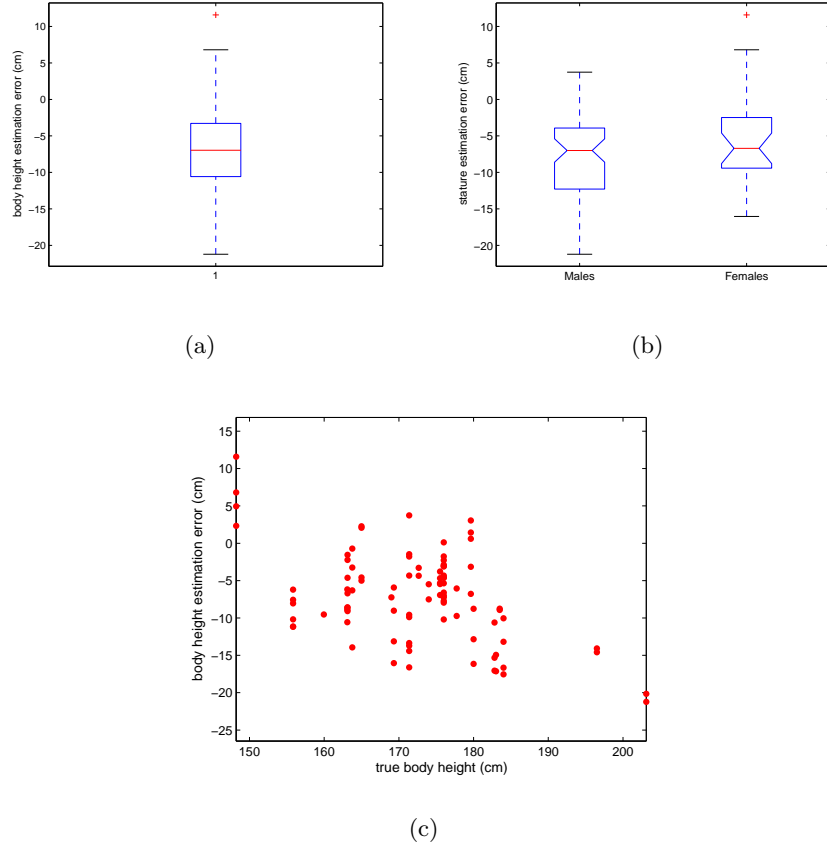 10
5
0
−5
−10
−15
−20
body height estimation error (cm)
1
(a)
10
5
0
−5
−10
−15
−20
stature estimation error (cm)
Males Females
(b)
15
10
5
0
−5
−10
−15
−20
−25
body height estimation error (cm)
150 160 170 180 190 200
true body height (cm)
(c)